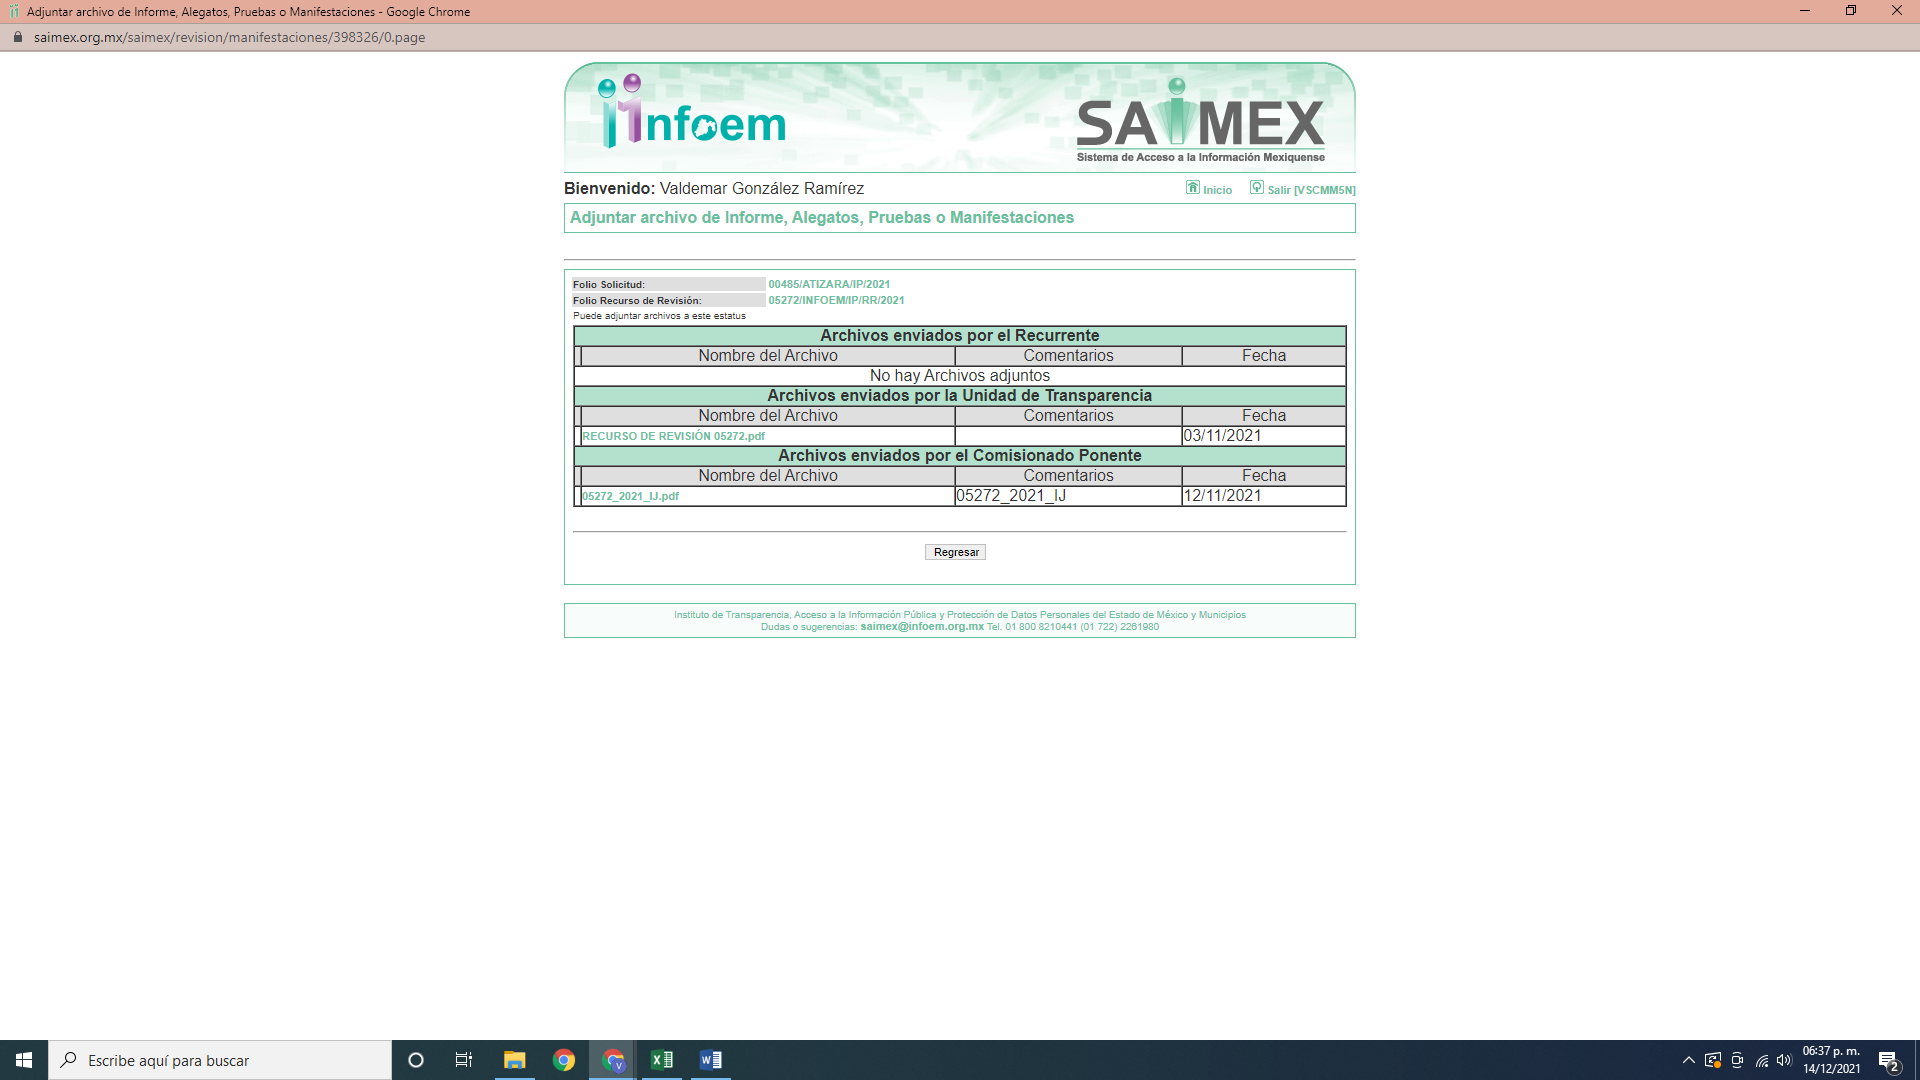 Adjuntar archivo de Informe, Alegatos, Pruebas o Manifestaciones - Google Chrome
saimex.org.mx/saimex/revision/manifestaciones/398326/0.page
infoem
SAIMEX
Sistema de Acceso a la Información Mexiquense
Bienvenido: Valdemar González Ramírez
Inicio Salir [VSCMM5N]
Adjuntar archivo de Informe, Alegatos, Pruebas o Manifestaciones
Folio Solicitud: 00485/ATIZARA/IP/2021
Folio Recurso de Revisión: 05272/INFOEM/IP/RR/2021
Puede adjuntar archivos a este estatus
Archivos enviados por el Recurrente
Nombre del Archivo Comentarios Fecha
No hay Archivos adjuntos
Archivos enviados por la Unidad de Transparencia
Nombre del Archivo Comentarios Fecha
RECURSO DE REVISIÓN 05272.pdf 03/11/2021
Archivos enviados por el Comisionado Ponente
Nombre del Archivo Comentarios Fecha
05272_2021_IJ.pdf 05272_2021_IJ 12/11/2021
Regresar
Instituto de Transparencia, Acceso a la Información Pública y Protección de Datos Personales del Estado de México y Municipios
Dudas o sugerencias: saimex@infoem.org.mx Tel. 01 800 8210441 (01 722) 2261980
Escribe aquí para buscar
06:37 p. m.
14/12/2021
2